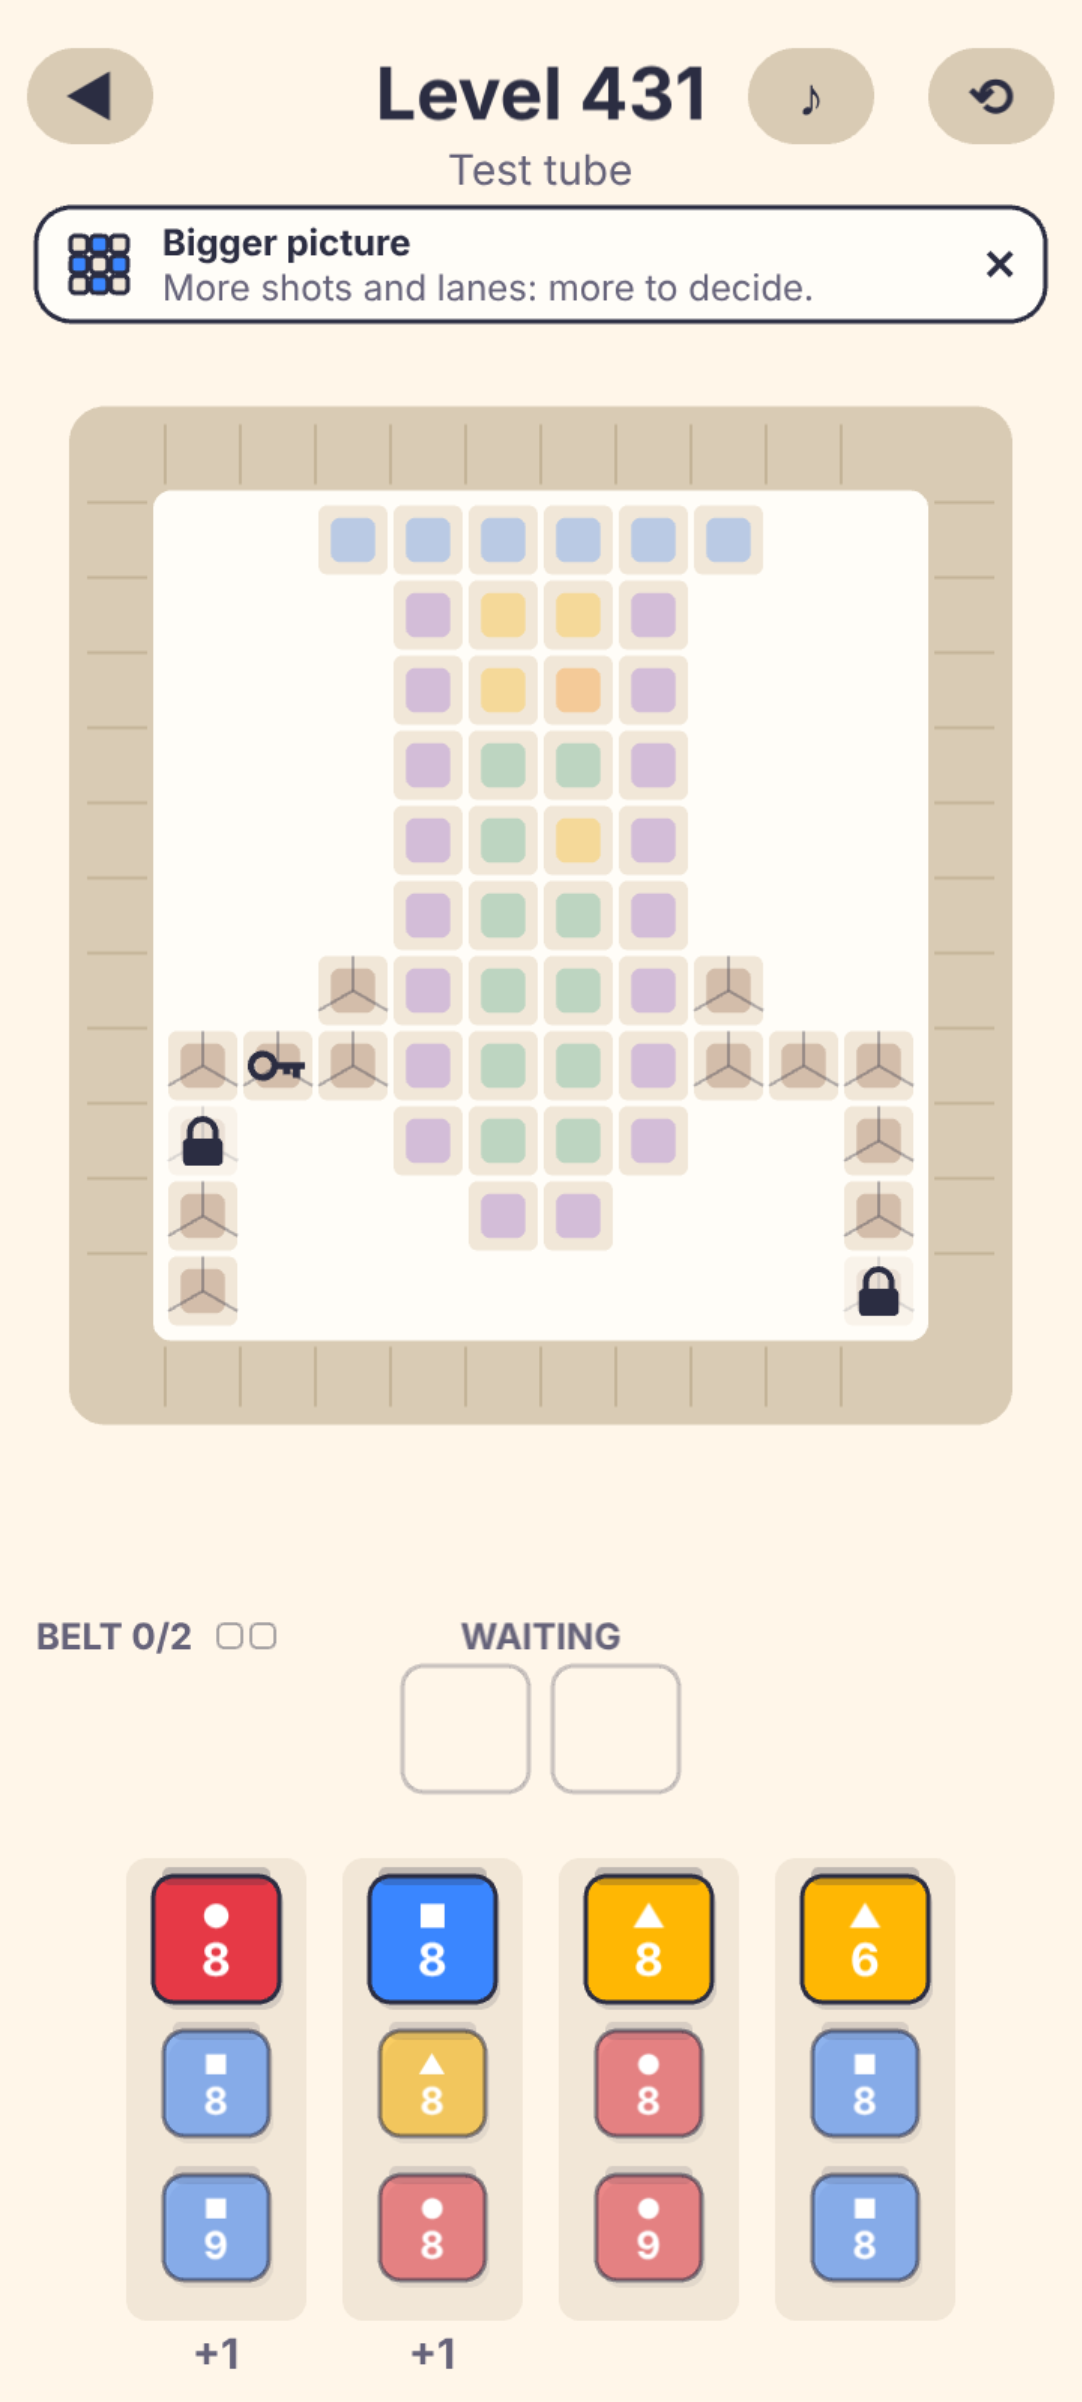 Level 431
Test tube
Bigger picture
More shots and lanes: more to decide.
BELT 0/2
WAITING
8 8 8 6
8 8 8 8
9 8 9 8
+1 +1